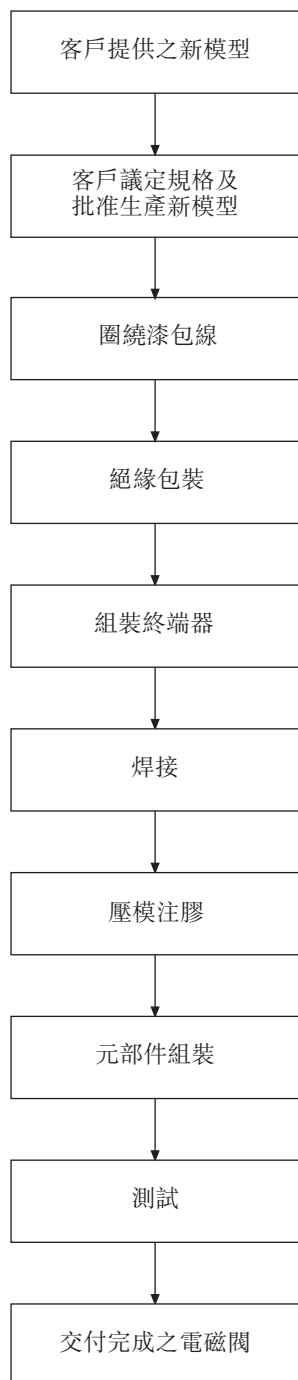 客戶提供之新模型
客戶議定規格及
批准生產新模型
圈繞漆包線
絕緣包裝
組裝終端器
焊接
壓模注膠
元部件組裝
測試
交付完成之電磁閥